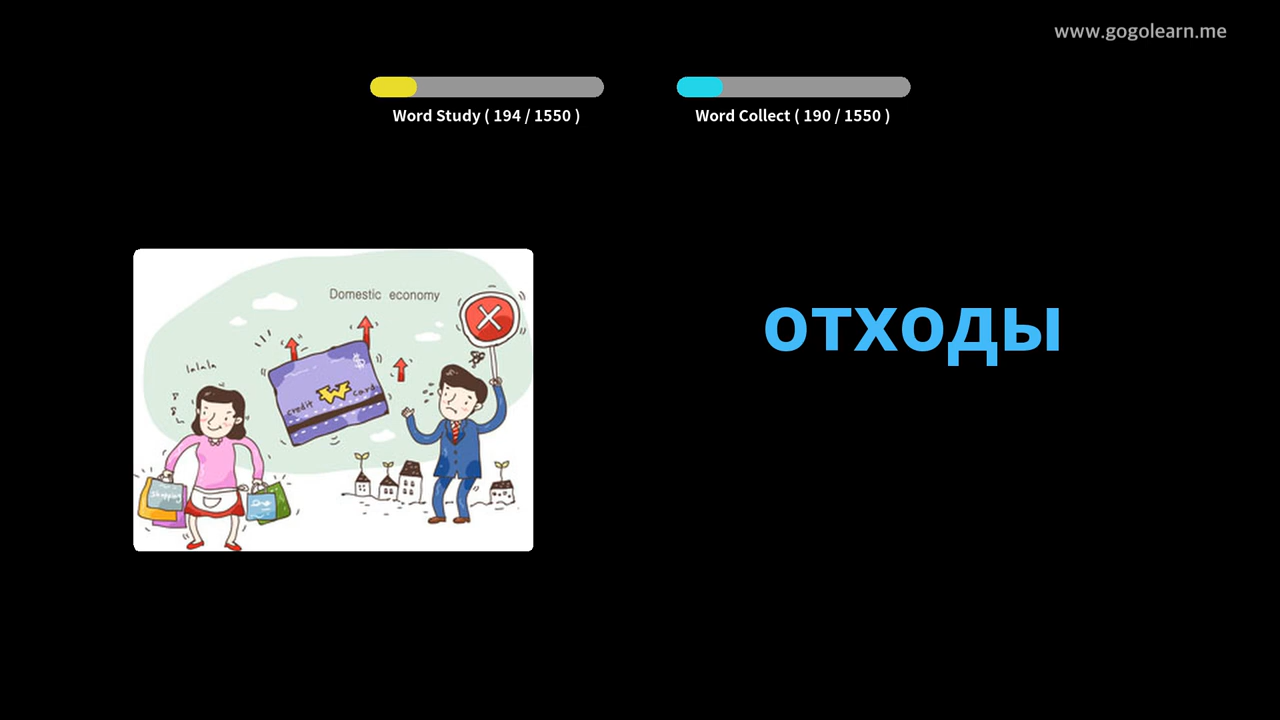 www.gogolearn.me
Word Study ( 194 / 1550 )
Word Collect ( 190 / 1550 )
Domestic economy
lalala
$
W
credit card
Shopping
отходы